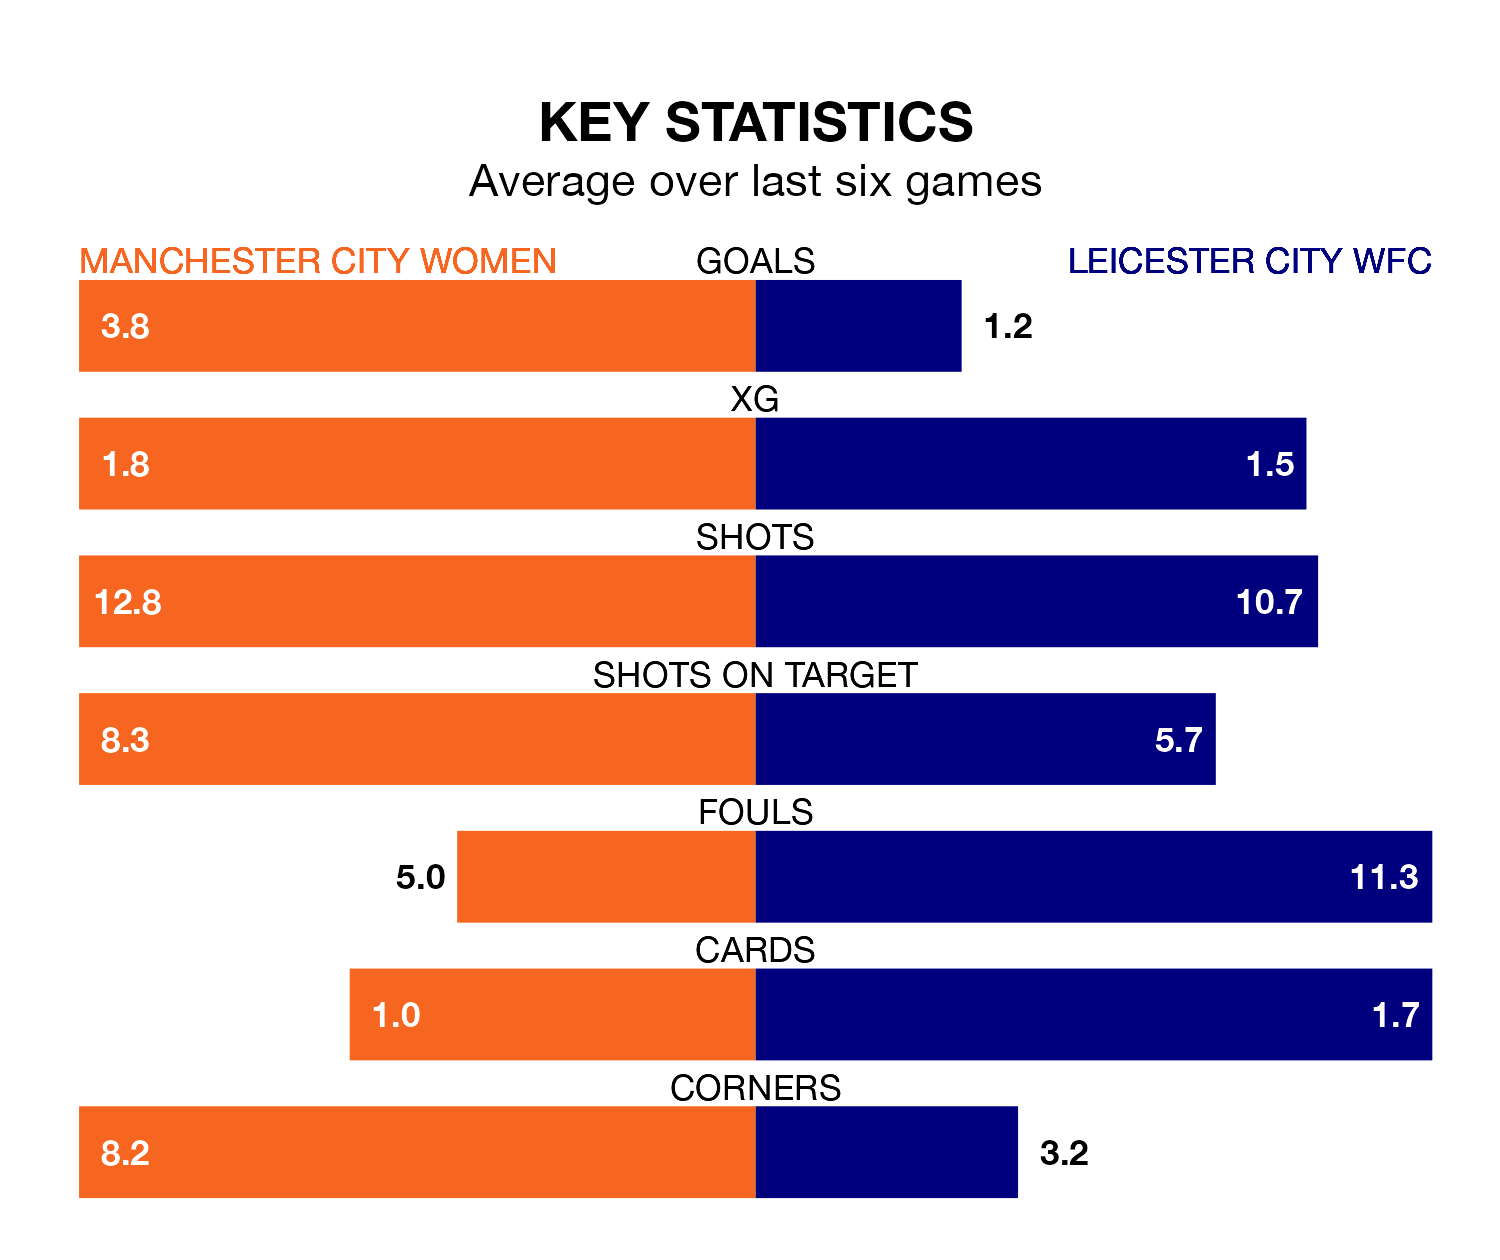 KEY STATISTICS
Average over last six games
MANCHESTER CITY WOMEN GOALS LEICESTER CITY WFC
3.8 1.2
XG
1.8 1.5
SHOTS
12.8 10.7
SHOTS ON TARGET
8.3 5.7
FOULS
5.0 11.3
CARDS
1.0 1.7
CORNERS
8.2 3.2